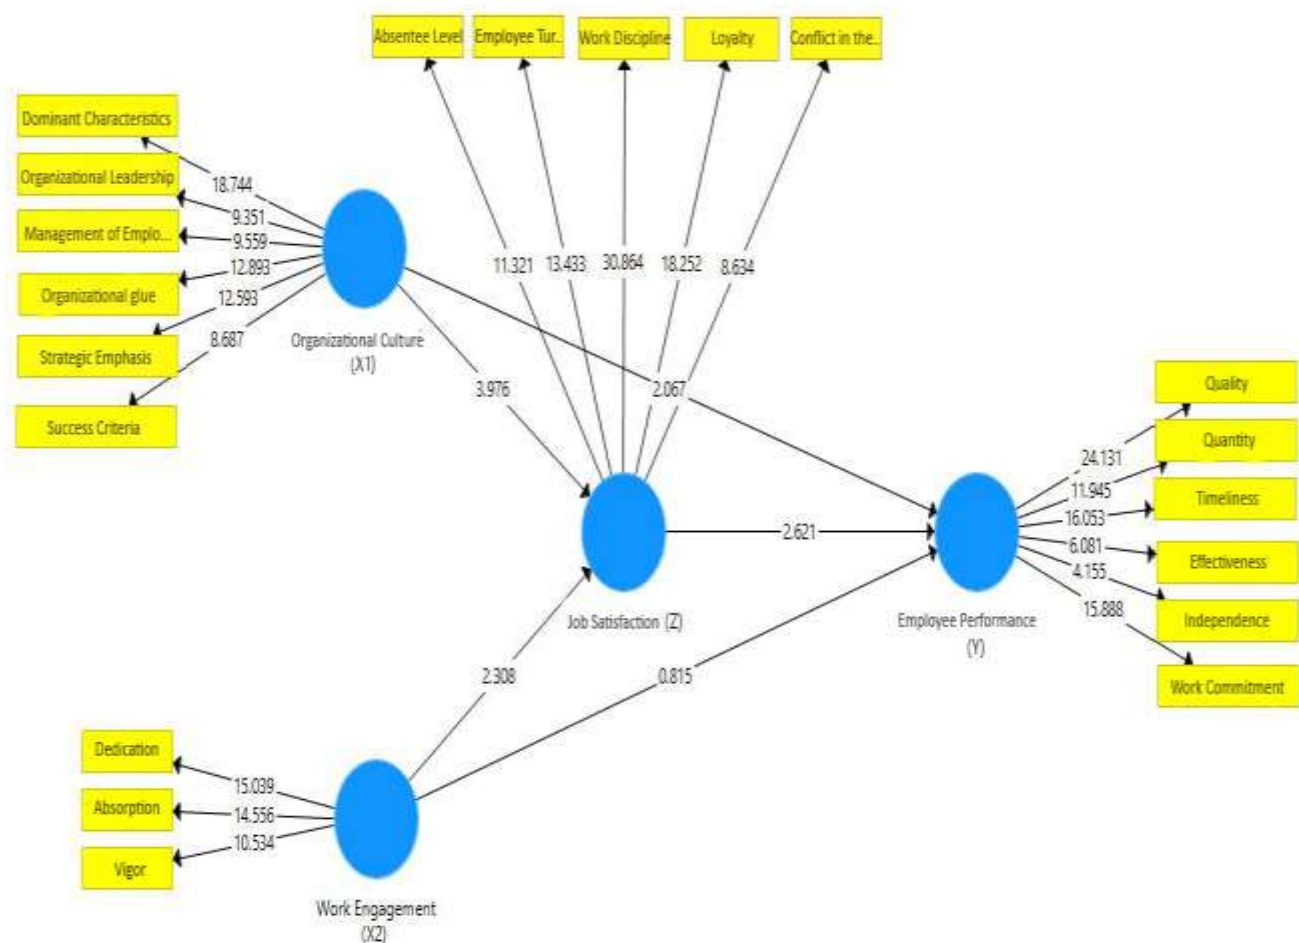 Absentee Level
Employee Tur...
Work Discipline
Loyalty
Conflict in the...
Dominant Characteristics
Organizational Leadership
Management of Emplo...
Organizational glue
Strategic Emphasis
Success Criteria
18.744
9.351
9.559
12.893
12.593
8.687
Organizational Culture
(X1)
11.321
13.433
30.864
18.252
8.634
3.976
2.067
2.621
2.308
0.815
Job Satisfaction (Z)
Employee Performance
(Y)
24.131
11.945
16.053
6.081
4.155
15.888
Quality
Quantity
Timeliness
Effectiveness
Independence
Work Commitment
Dedication
Absorption
Vigor
15.039
14.556
10.534
Work Engagement
(X2)